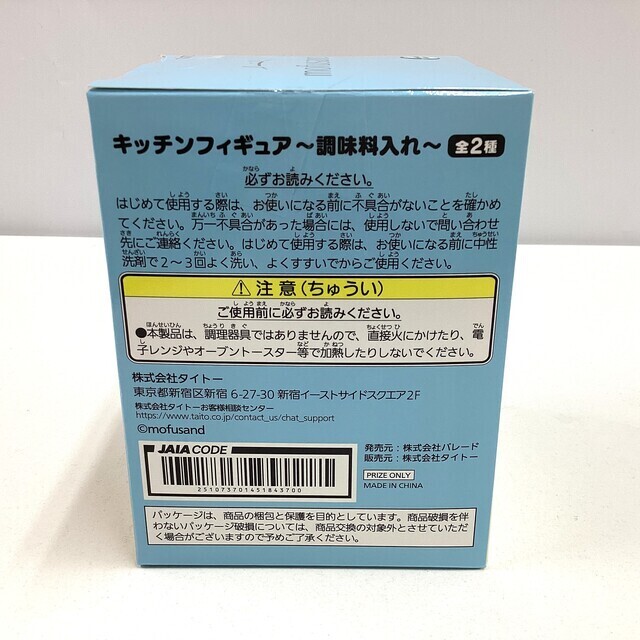 mofusand
キッチンフィギュア～調味料入れ～ 全2種
必ずお読みください。
はじめて使用する際は、お使いになる前に不具合がないことを確かめ
てください。万一不具合があった場合には、使用しないで問い合わせ
先にご連絡ください。はじめて使用する際は、お使いになる前に中性
洗剤で2～3回よく洗い、よくすすいでからご使用ください。
⚠注意(ちゅうい)
ご使用前に必ずお読みください。
●本製品は、調理器具ではありませんので、直接火にかけたり、電
子レンジやオーブントースター等で加熱したりしないでください。
株式会社タイトー
東京都新宿区新宿 6-27-30 新宿イーストサイドスクエア2F
株式会社タイトーお客様相談センター
https://www.taito.co.jp/contact_us/chat_support
©mofusand
JAIA CODE
251073701451843700
発売元：株式会社パレード
販売元：株式会社タイトー
PRIZE ONLY
MADE IN CHINA
パッケージは、商品の梱包と保護を目的としています。商品破損を伴
わないパッケージ破損については、商品交換の対象外とさせていただ
く場合がございますので予めご了承ください。